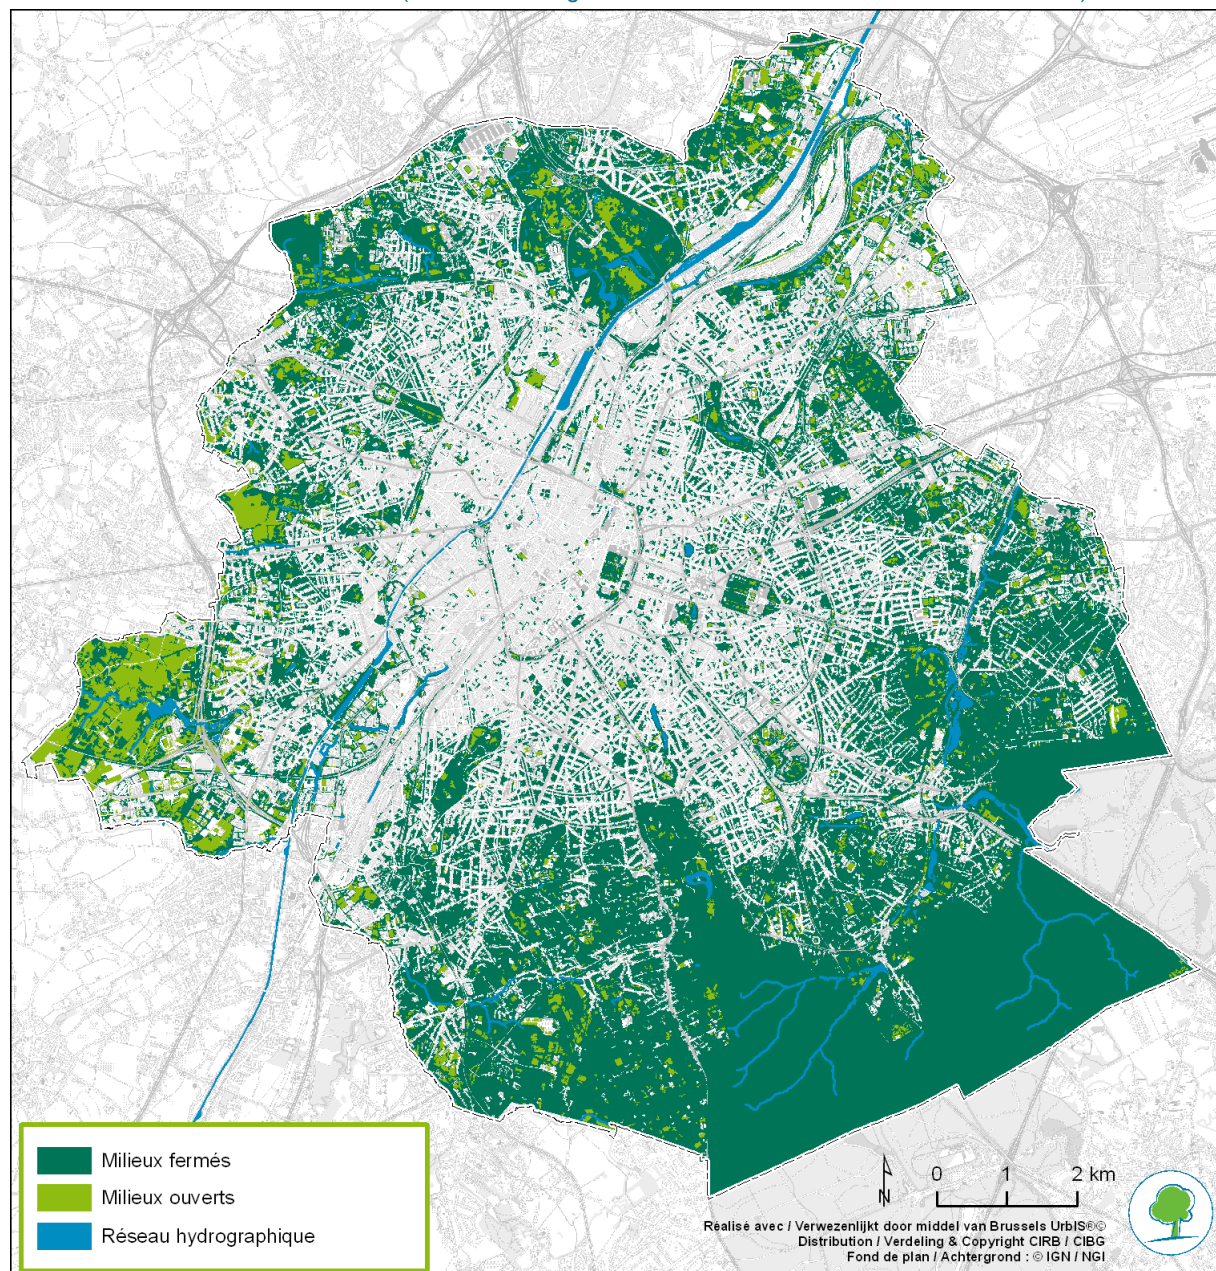 Milieux fermés
Milieux ouverts
Réseau hydrographique
0 1 2 km
N
Réalisé avec / Verwezenlijkt door middel van Brussels UrbIS®©
Distribution / Verdeling & Copyright CIRB / CIBG
Fond de plan / Achtergrond : © IGN / NGI